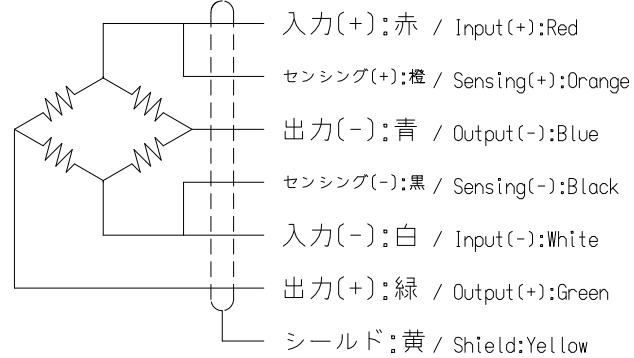 入力(+):赤 / Input(+):Red
センシング(+):橙 / Sensing(+):Orange
出力(-):青 / Output(-):Blue
センシング(-):黒 / Sensing(-):Black
入力(-):白 / Input(-):White
出力(+):緑 / Output(+):Green
シールド:黄 / Shield:Yellow